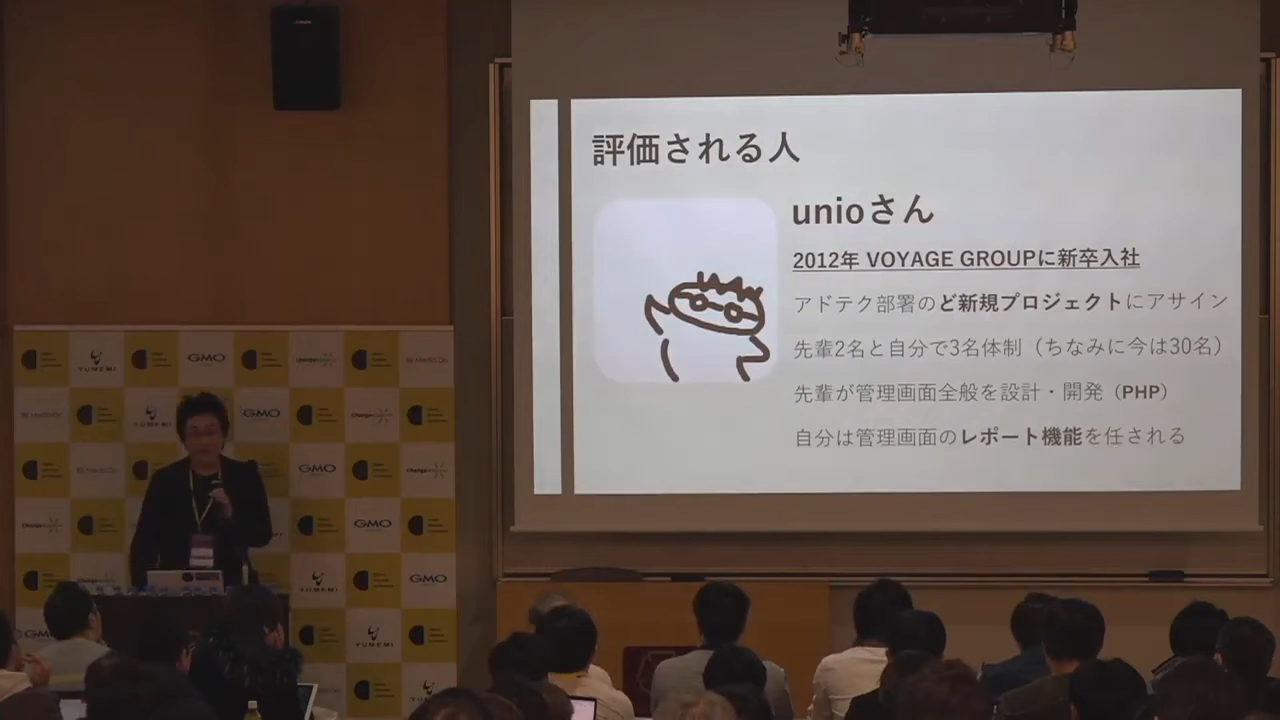 評価される人
unioさん
2012年 VOYAGE GROUPに新卒入社
アドテク部署のど新規プロジェクトにアサイン
先輩2名と自分で3名体制（ちなみに今は30名）
先輩が管理画面全般を設計・開発（PHP）
自分は管理画面のレポート機能を任される
YUMEMI
GMO
YUMEMI
GMO
GMO
GMO
YUMEMI
GMO
YUMEMI